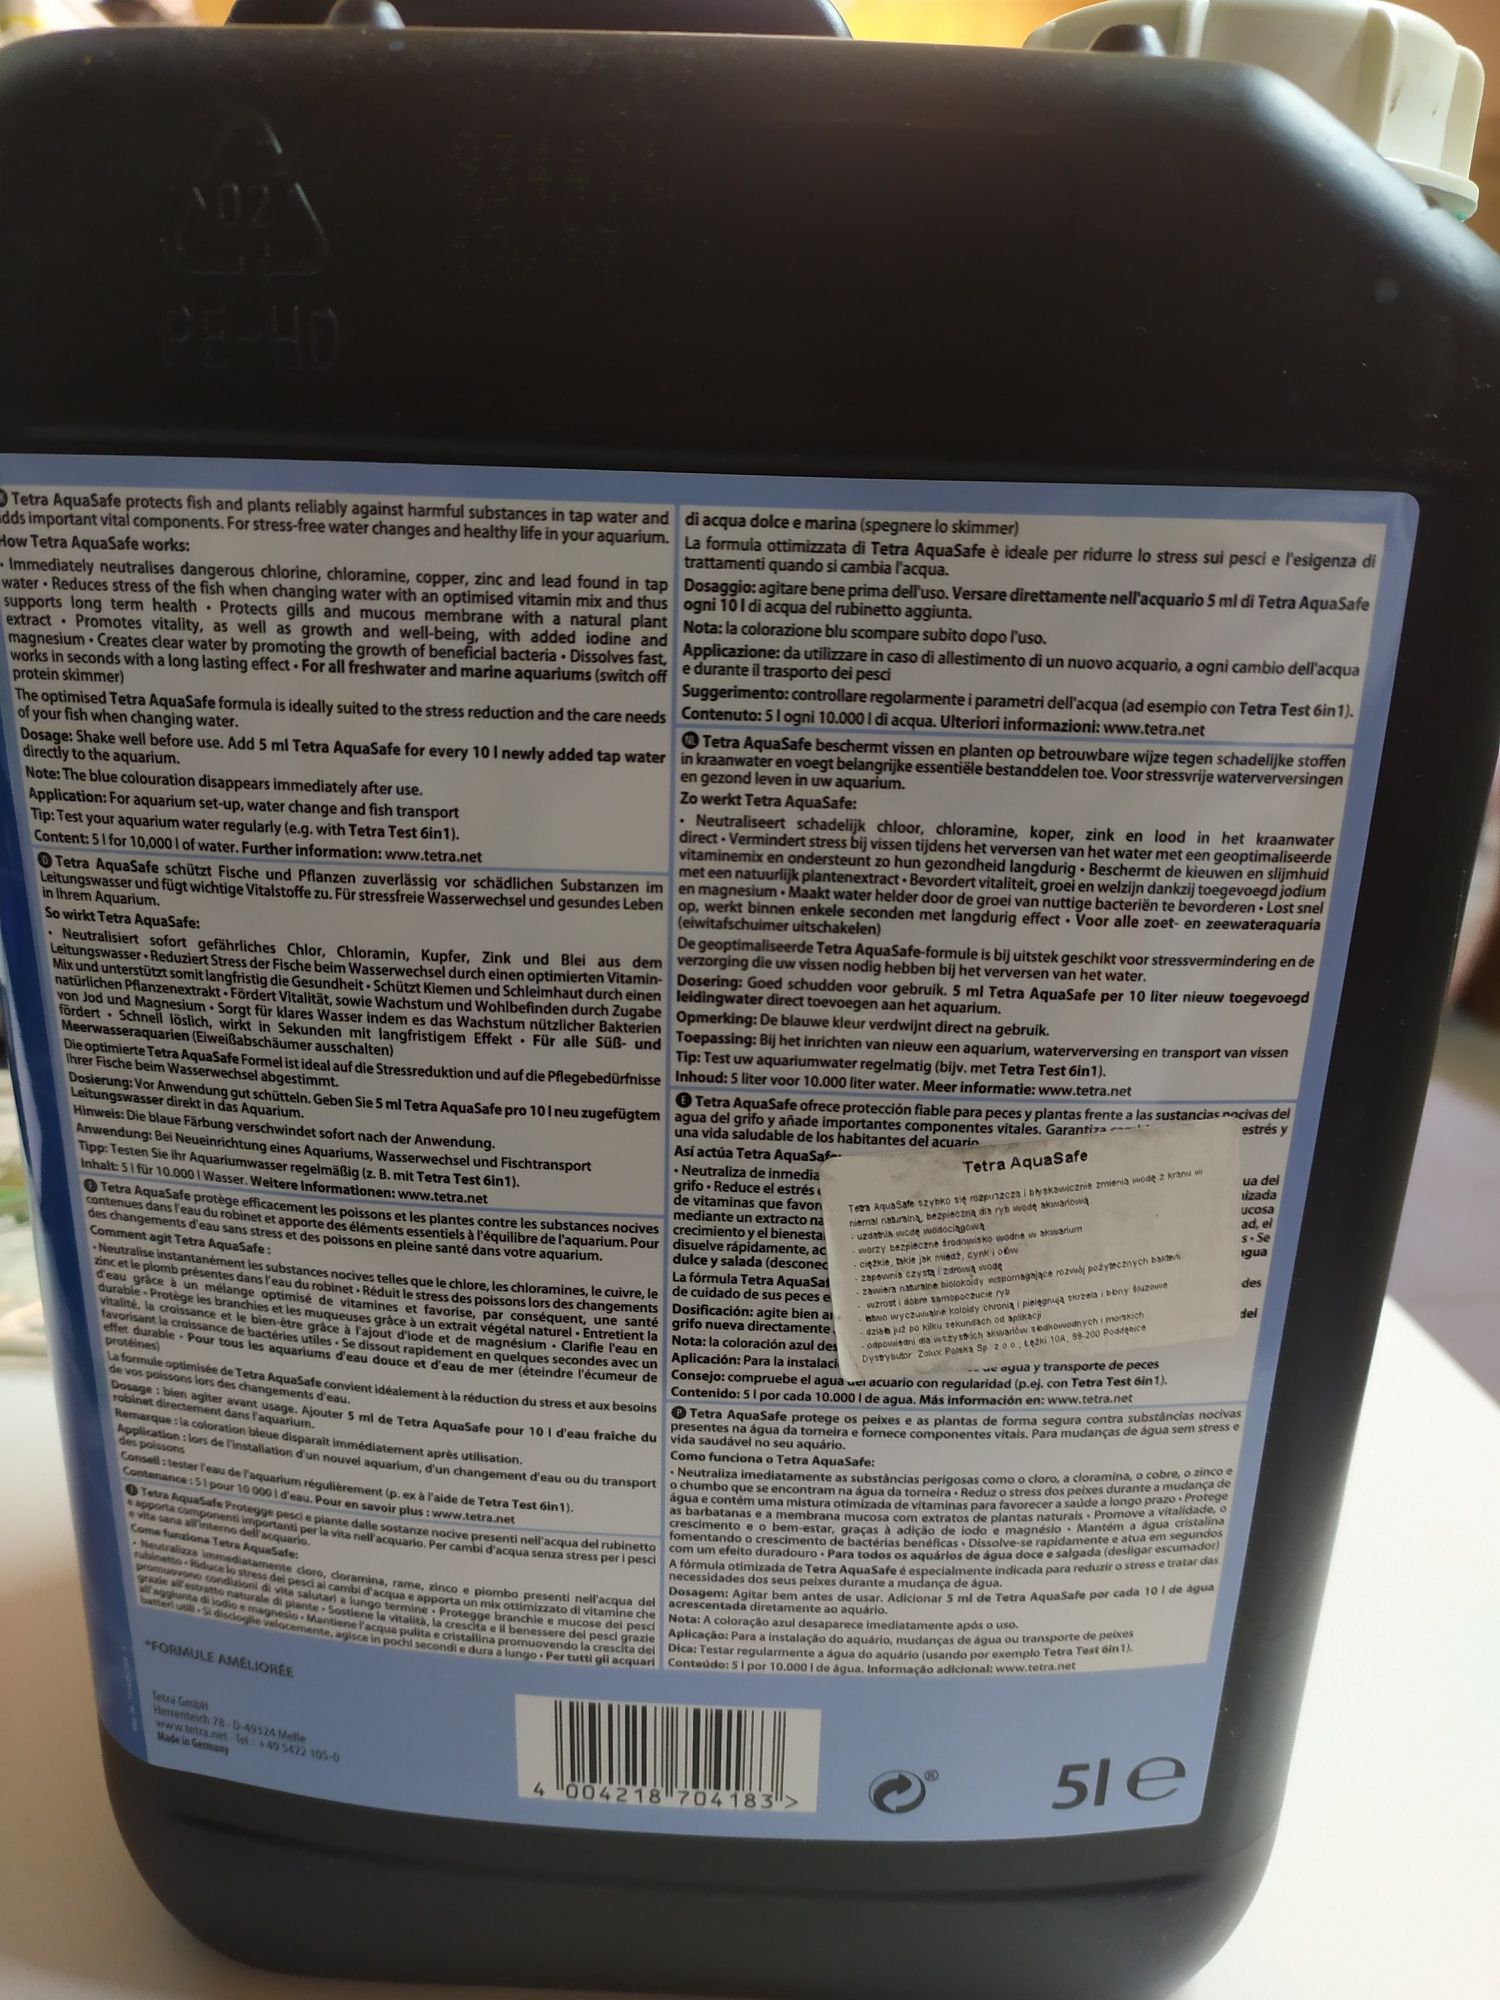 02
PE-HD
Tetra AquaSafe protects fish and plants reliably against harmful substances in tap water and
adds important vital components. For stress-free water changes and healthy life in your aquarium.
How Tetra AquaSafe works:
• Immediately neutralises dangerous chlorine, chloramine, copper, zinc and lead found in tap
water • Reduces stress of the fish when changing water with an optimised vitamin mix and thus
supports long term health • Protects gills and mucous membrane with a natural plant
extract • Promotes vitality, as well as growth and well-being, with added iodine and
magnesium • Creates clear water by promoting the growth of beneficial bacteria • Dissolves fast,
works in seconds with a long lasting effect • For all freshwater and marine aquariums (switch off
protein skimmer)
The optimised Tetra AquaSafe formula is ideally suited to the stress reduction and the care needs
of your fish when changing water.
Dosage: Shake well before use. Add 5 ml Tetra AquaSafe for every 10 l newly added tap water
directly to the aquarium.
Note: The blue colouration disappears immediately after use.
Application: For aquarium set-up, water change and fish transport
Tip: Test your aquarium water regularly (e.g. with Tetra Test 6in1).
Content: 5 l for 10,000 l of water. Further information: www.tetra.net
D Tetra AquaSafe schützt Fische und Pflanzen zuverlässig vor schädlichen Substanzen im
Leitungswasser und fügt wichtige Vitalstoffe zu. Für stressfreie Wasserwechsel und gesundes Leben
in Ihrem Aquarium.
So wirkt Tetra AquaSafe:
• Neutralisiert sofort gefährliches Chlor, Chloramin, Kupfer, Zink und Blei aus dem
Leitungswasser • Reduziert Stress der Fische beim Wasserwechsel durch einen optimierten Vitamin-
Mix und unterstützt somit langfristig die Gesundheit • Schützt Kiemen und Schleimhaut durch einen
natürlichen Pflanzenextrakt • Fördert Vitalität, sowie Wachstum und Wohlbefinden durch Zugabe
von Jod und Magnesium • Sorgt für klares Wasser indem es das Wachstum nützlicher Bakterien
fördert • Schnell löslich, wirkt in Sekunden mit langfristigem Effekt • Für alle Süß- und
Meerwasseraquarien (Eiweißabschäumer ausschalten)
Die optimierte Tetra AquaSafe Formel ist ideal auf die Stressreduktion und auf die Pflegebedürfnisse
Ihrer Fische beim Wasserwechsel abgestimmt.
Dosierung: Vor Anwendung gut schütteln. Geben Sie 5 ml Tetra AquaSafe pro 10 l neu zugefügtem
Leitungswasser direkt in das Aquarium.
Hinweis: Die blaue Färbung verschwindet sofort nach der Anwendung.
Anwendung: Bei Neueinrichtung eines Aquariums, Wasserwechsel und Fischtransport
Tipp: Testen Sie ihr Aquariumwasser regelmäßig (z. B. mit Tetra Test 6in1).
Inhalt: 5 l für 10.000 l Wasser. Weitere Informationen: www.tetra.net
F Tetra AquaSafe protège efficacement les poissons et les plantes contre les substances nocives
contenues dans l'eau du robinet et apporte des éléments essentiels à l'équilibre de l'aquarium. Pour
des changements d'eau sans stress et des poissons en pleine santé dans votre aquarium.
Comment agit Tetra AquaSafe :
• Neutralise instantanément les substances nocives telles que le chlore, les chloramines, le cuivre, le
zinc et le plomb présentes dans l'eau du robinet • Réduit le stress des poissons lors des changements
d'eau grâce à un mélange optimisé de vitamines et favorise, par conséquent, une santé
durable • Protège les branchies et les muqueuses grâce à un extrait végétal naturel • Entretient la
vitalité, la croissance et le bien-être grâce à l'ajout d'iode et de magnésium • Clarifie l'eau en
favorisant la croissance de bactéries utiles • Se dissout rapidement en quelques secondes avec un
effet durable • Pour tous les aquariums d'eau douce et d'eau de mer (éteindre l'écumeur de
protéines)
La formule optimisée de Tetra AquaSafe convient idéalement à la réduction du stress et aux besoins
de vos poissons lors des changements d'eau.
Dosage : bien agiter avant usage. Ajouter 5 ml de Tetra AquaSafe pour 10 l d'eau fraîche du
robinet directement dans l'aquarium.
Remarque : la coloration bleue disparaît immédiatement après utilisation.
Application : lors de l'installation d'un nouvel aquarium, d'un changement d'eau ou du transport
des poissons
Conseil : tester l'eau de l'aquarium régulièrement (p. ex à l'aide de Tetra Test 6in1).
Contenance : 5 l pour 10 000 l d'eau. Pour en savoir plus : www.tetra.net
I Tetra AquaSafe Protegge pesci e piante dalle sostanze nocive presenti nell'acqua del rubinetto
e apporta componenti importanti per la vita nell'acquario. Per cambi d'acqua senza stress per i pesci
e vita sana all'interno dell'acquario.
Come funziona Tetra AquaSafe:
• Neutralizza immediatamente cloro, cloramina, rame, zinco e piombo presenti nell'acqua del
rubinetto • Riduce lo stress dei pesci ai cambi d'acqua e apporta un mix ottimizzato di vitamine che
promuovono condizioni di vita salutari a lungo termine • Protegge branchie e mucose dei pesci
grazie all'estratto naturale di piante • Sostiene la vitalità, la crescita e il benessere dei pesci grazie
all'aggiunta di iodio e magnesio • Mantiene l'acqua pulita e cristallina promuovendo la crescita dei
batteri utili • Si discioglie velocemente, agisce in pochi secondi e dura a lungo • Per tutti gli acquari
di acqua dolce e marina (spegnere lo skimmer)
La formula ottimizzata di Tetra AquaSafe è ideale per ridurre lo stress sui pesci e l'esigenza di
trattamenti quando si cambia l'acqua.
Dosaggio: agitare bene prima dell'uso. Versare direttamente nell'acquario 5 ml di Tetra AquaSafe
ogni 10 l di acqua del rubinetto aggiunta.
Nota: la colorazione blu scompare subito dopo l'uso.
Applicazione: da utilizzare in caso di allestimento di un nuovo acquario, a ogni cambio dell'acqua
e durante il trasporto dei pesci
Suggerimento: controllare regolarmente i parametri dell'acqua (ad esempio con Tetra Test 6in1).
Contenuto: 5 l ogni 10.000 l di acqua. Ulteriori informazioni: www.tetra.net
NL Tetra AquaSafe beschermt vissen en planten op betrouwbare wijze tegen schadelijke stoffen
in kraanwater en voegt belangrijke essentiële bestanddelen toe. Voor stressvrije waterverversingen
en gezond leven in uw aquarium.
Zo werkt Tetra AquaSafe:
• Neutraliseert schadelijk chloor, chloramine, koper, zink en lood in het kraanwater
direct • Vermindert stress bij vissen tijdens het verversen van het water met een geoptimaliseerde
vitaminemix en ondersteunt zo hun gezondheid langdurig • Beschermt de kieuwen en slijmhuid
met een natuurlijk plantenextract • Bevordert vitaliteit, groei en welzijn dankzij toegevoegd jodium
en magnesium • Maakt water helder door de groei van nuttige bacteriën te bevorderen • Lost snel
op, werkt binnen enkele seconden met langdurig effect • Voor alle zoet- en zeewateraquaria
(eiwitafschuimer uitschakelen)
De geoptimaliseerde Tetra AquaSafe-formule is bij uitstek geschikt voor stressvermindering en de
verzorging die uw vissen nodig hebben bij het verversen van het water.
Dosering: Goed schudden voor gebruik. 5 ml Tetra AquaSafe per 10 liter nieuw toegevoegd
leidingwater direct toevoegen aan het aquarium.
Opmerking: De blauwe kleur verdwijnt direct na gebruik.
Toepassing: Bij het inrichten van nieuw een aquarium, waterverversing en transport van vissen
Tip: Test uw aquariumwater regelmatig (bijv. met Tetra Test 6in1).
Inhoud: 5 liter voor 10.000 liter water. Meer informatie: www.tetra.net
E Tetra AquaSafe ofrece protección fiable para peces y plantas frente a las sustancias nocivas del
agua del grifo y añade importantes componentes vitales. Garantiza estrés y
una vida saludable de los habitantes del acuario
Así actúa Tetra AquaSafe
• Neutraliza de inmedia ua del
grifo • Reduce el estrés nizada
de vitaminas que favor ucosa
mediante un extracto na ad, el
crecimiento y el bienesta s • Se
disuelve rápidamente, ac agua
dulce y salada (desconec
La fórmula Tetra AquaSaf des
de cuidado de sus peces e
Dosificación: agite bien an del
grifo nueva directamente
Nota: la coloración azul des
Aplicación: Para la instalaci de agua y transporte de peces
Consejo: compruebe el agua del acuario con regularidad (p.ej. con Tetra Test 6in1).
Contenido: 5 l por cada 10.000 l de agua. Más información en: www.tetra.net
Tetra AquaSafe
Tetra AquaSafe szybko się rozpuszcza i błyskawicznie zmienia wodę z kranu w
niemal naturalną, bezpieczną dla ryb wodę akwariową.
- uzdatnia wodę wodociągową
- worzy bezpieczne środowisko wodne w akwarium
- ciężkie, takie jak miedź, cynk i ołów
- zapewnia czystą i zdrową wodę
- zawiera naturalne biolokoidy wspomagające rozwój pożytecznych bakterii
- wzrost i dobre samopoczucie ryb
- łatwo wyczuwalne koloidy chronią i pielęgnują skrzela i błony śluzowe
- działa już po kilku sekundach od aplikacji
- odpowiedni dla wszystkich akwariów słodkowodnych i morskich
Dystrybutor Zolux Polska Sp. z o.o., Łężki 10A, 99-200 Poddębice
P Tetra AquaSafe protege os peixes e as plantas de forma segura contra substâncias nocivas
presentes na água da torneira e fornece componentes vitais. Para mudanças de água sem stress e
vida saudável no seu aquário.
Como funciona o Tetra AquaSafe:
• Neutraliza imediatamente as substâncias perigosas como o cloro, a cloramina, o cobre, o zinco e
o chumbo que se encontram na água da torneira • Reduz o stress dos peixes durante a mudança de
água e contém uma mistura otimizada de vitaminas para favorecer a saúde a longo prazo • Protege
as barbatanas e a membrana mucosa com extratos de plantas naturais • Promove a vitalidade, o
crescimento e o bem-estar, graças à adição de iodo e magnésio • Mantém a água cristalina
fomentando o crescimento de bactérias benéficas • Dissolve-se rapidamente e atua em segundos
com um efeito duradouro • Para todos os aquários de água doce e salgada (desligar escumador)
A fórmula otimizada de Tetra AquaSafe é especialmente indicada para reduzir o stress e tratar das
necessidades dos seus peixes durante a mudança de água.
Dosagem: Agitar bem antes de usar. Adicionar 5 ml de Tetra AquaSafe por cada 10 l de água
acrescentada diretamente ao aquário.
Nota: A coloração azul desaparece imediatamente após o uso.
Aplicação: Para a instalação do aquário, mudanças de água ou transporte de peixes
Dica: Testar regularmente a água do aquário (usando por exemplo Tetra Test 6in1).
Conteúdo: 5 l por 10.000 l de água. Informação adicional: www.tetra.net
*FORMULE AMÉLIORÉE
Tetra GmbH
Herrenteich 78 · D-49324 Melle
www.tetra.net · Tel.: +49 5422 105-0
Made in Germany
4 004218 704183 >
®
5l e